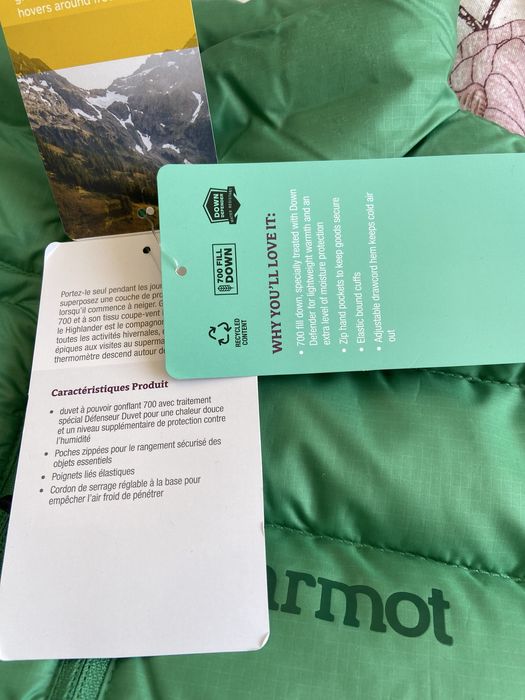 hovers around
Portez-le seul pendant les jou
superposez une couche de pro
lorsqu'il commence à neiger. G
700 et à son tissu coupe-vent
le Highlander est le compagnon
toutes les activités hivernales,
épiques aux visites au superma
thermomètre descend autour de
Caractéristiques Produit
• duvet à pouvoir gonflant 700 avec traitement
spécial Défenseur Duvet pour une chaleur douce
et un niveau supplémentaire de protection contre
l'humidité
• Poches zippées pour le rangement sécurisé des
objets essentiels
• Poignets liés élastiques
• Cordon de serrage réglable à la base pour
empêcher l'air froid de pénétrer
DOWN
DEFENDER
700 FILL
DOWN
RECYCLED
CONTENT
WHY YOU'LL LOVE IT:
• 700 fill down, specially treated with Down
Defender for lightweight warmth and an
extra level of moisture protection
• Zip hand pockets to keep goods secure
• Elastic bound cuffs
• Adjustable drawcord hem keeps cold air
out
armot